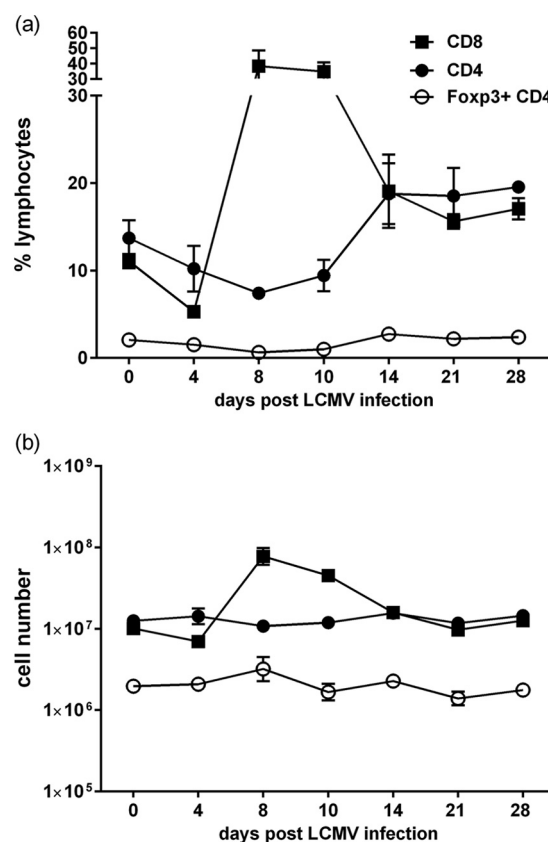 (a)
60
50
40
30
30
20
10
0
% lymphocytes
CD8
CD4
Foxp3+ CD4
0 4 8 10 14 21 28
days post LCMV infection
(b)
1×10⁹
1×10⁸
1×10⁷
1×10⁶
1×10⁵
cell number
0 4 8 10 14 21 28
days post LCMV infection